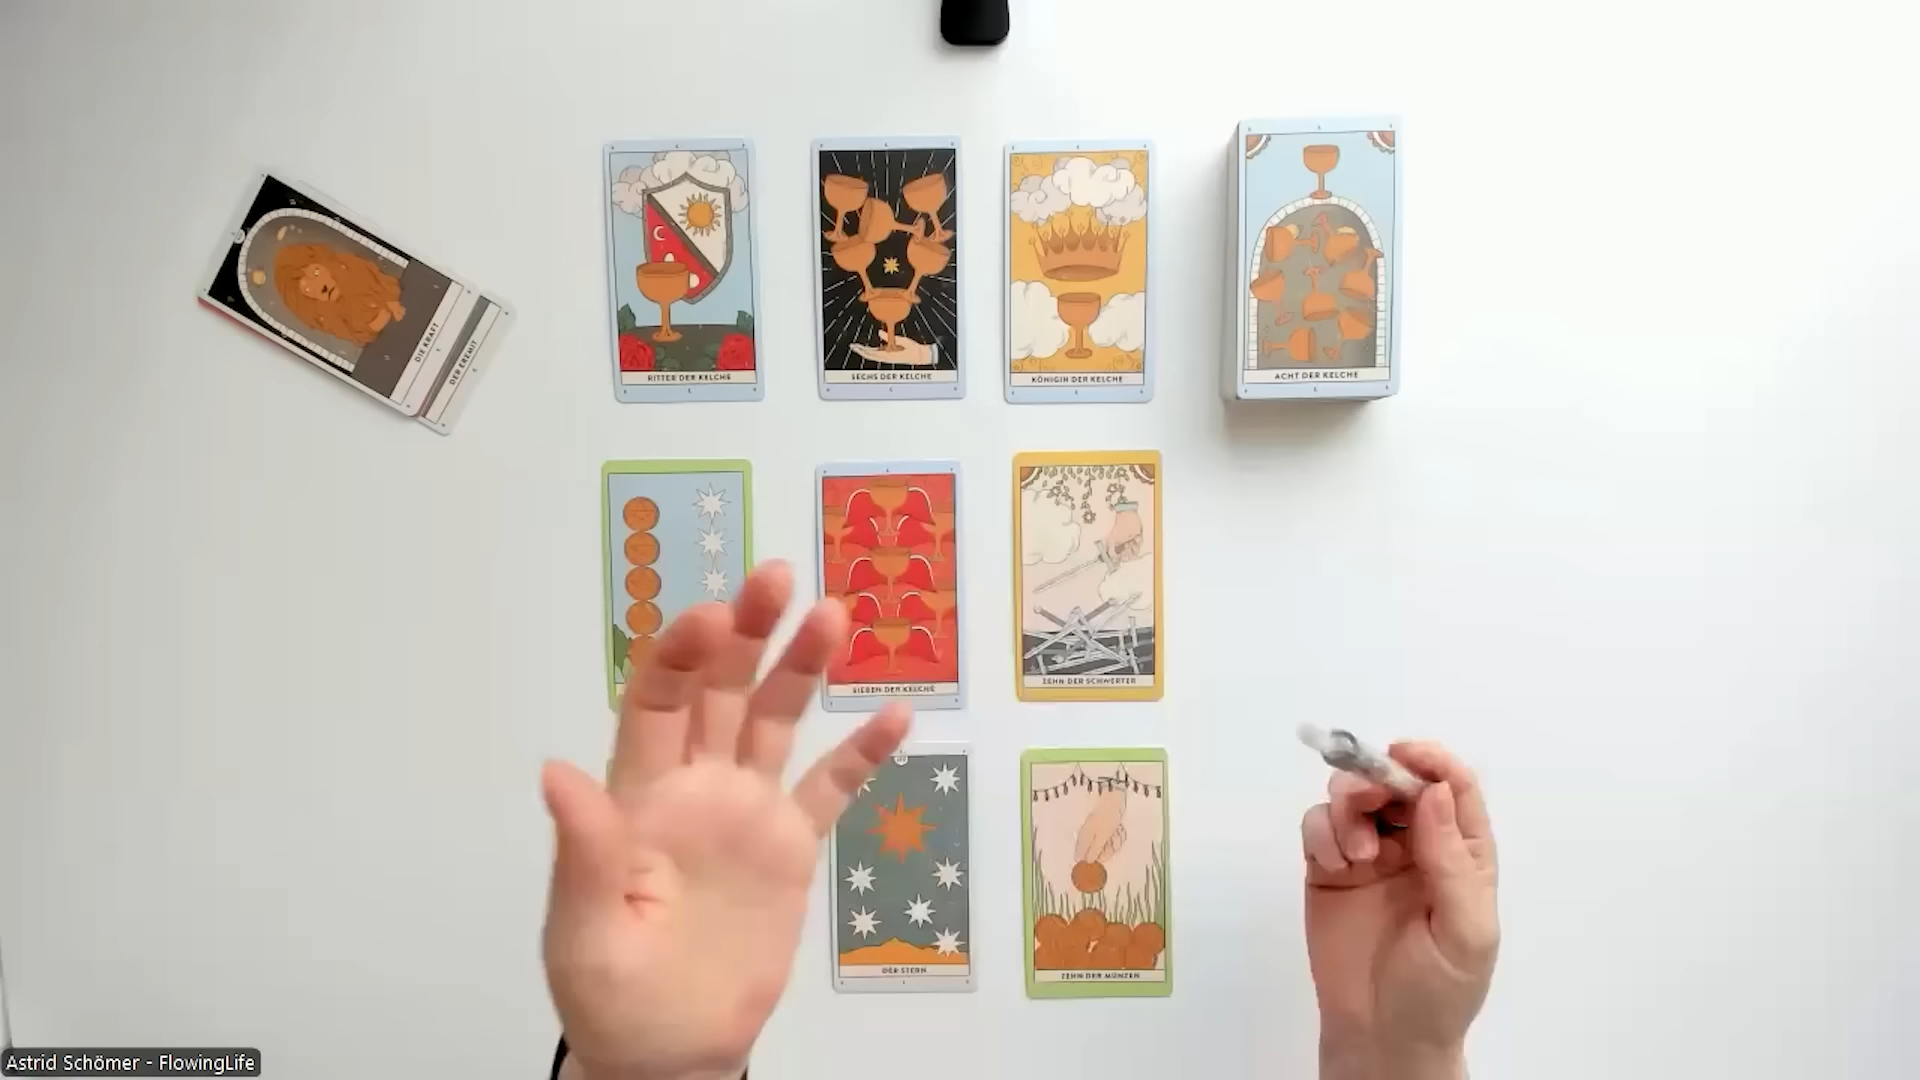 RITTER DER KELCHE
SECHS DER KELCHE
KÖNIGIN DER KELCHE
ACHT DER KELCHE
DIE KRAFT
DER EREMIT
SIEBEN DER KELCHE
ZEHN DER SCHWERTER
DER STERN
ZEHN DER MÜNZEN
Astrid Schömer - FlowingLife